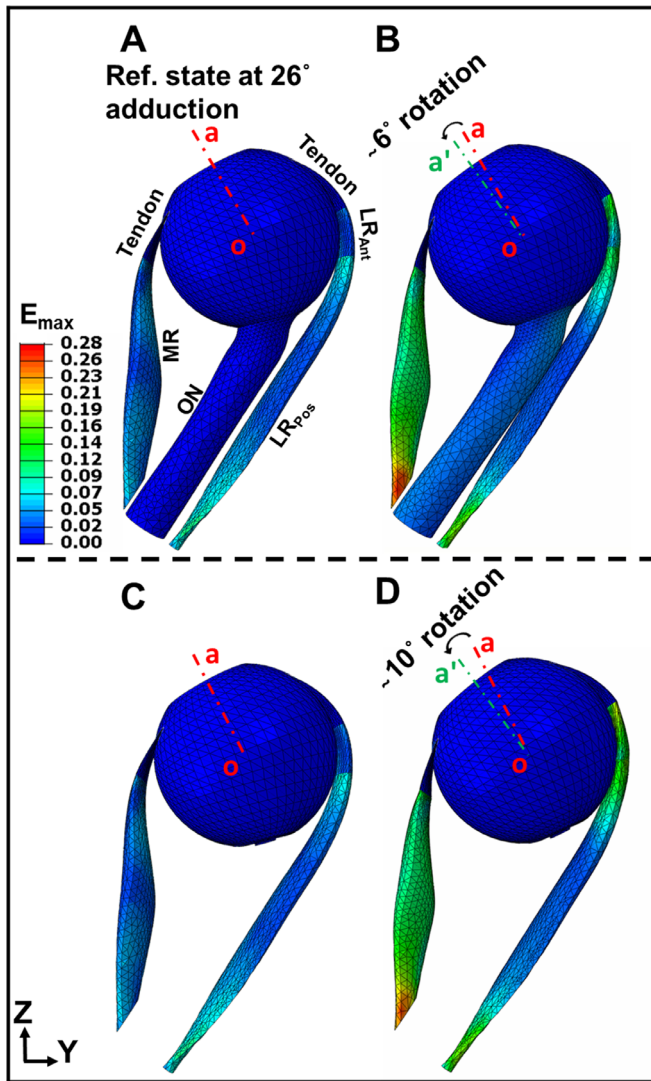 A
Ref. state at 26°
adduction
a
o
Tendon
Tendon
LRAnt
MR
ON
LRPos
Emax
0.28
0.26
0.23
0.21
0.19
0.16
0.14
0.12
0.09
0.07
0.05
0.02
0.00
B
~6° rotation
a
a′
o
C
a
o
D
~10° rotation
a
a′
o
Z
Y